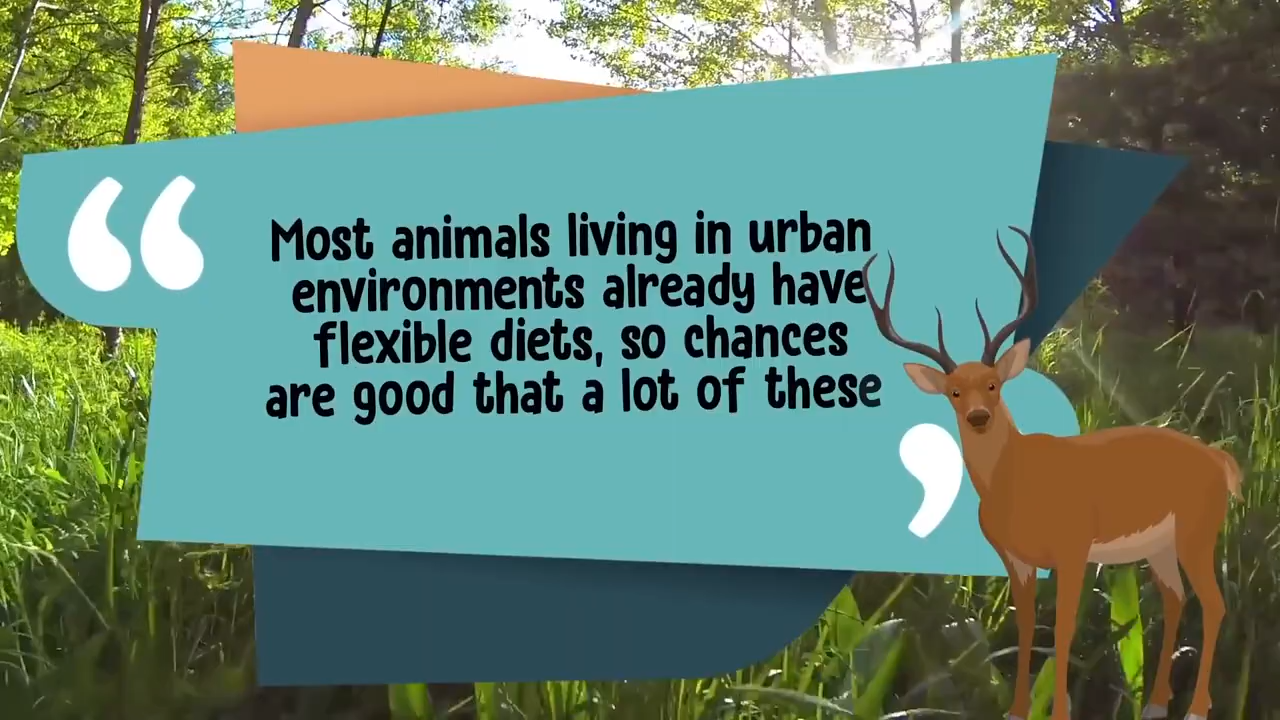 “
Most animals living in urban
environments already have
flexible diets, so chances
are good that a lot of these